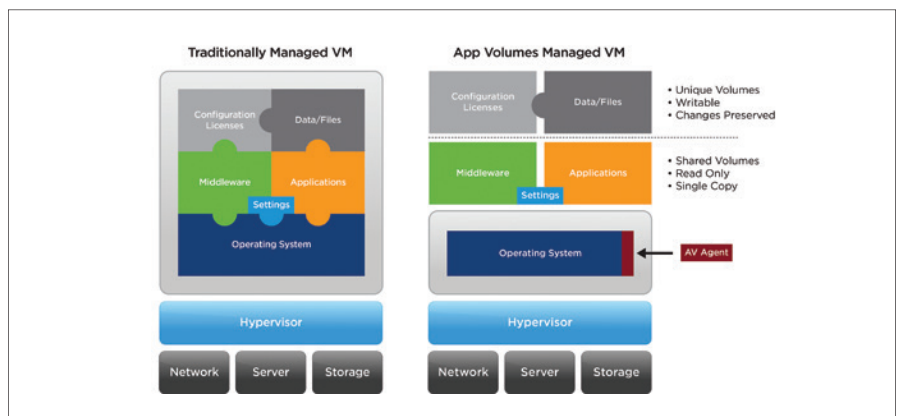 Traditionally Managed VM
Configuration
Licenses
Data/Files
Middleware
Applications
Settings
Operating System
Hypervisor
Network
Server
Storage
App Volumes Managed VM
Configuration
Licenses
Data/Files
• Unique Volumes
• Writable
• Changes Preserved
Middleware
Applications
Settings
• Shared Volumes
• Read Only
• Single Copy
Operating System
AV Agent
Hypervisor
Network
Server
Storage